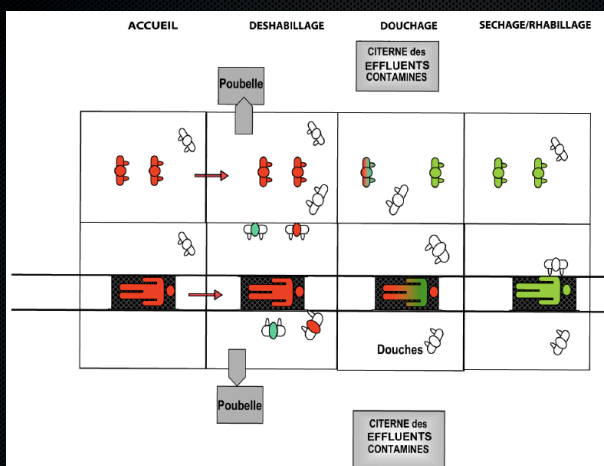 ACCUEIL
DESHABILLAGE
DOUCHAGE
SECHAGE/RHABILLAGE
CITERNE des
EFFLUENTS
CONTAMINES
Poubelle
Douches
Poubelle
CITERNE des
EFFLUENTS
CONTAMINES